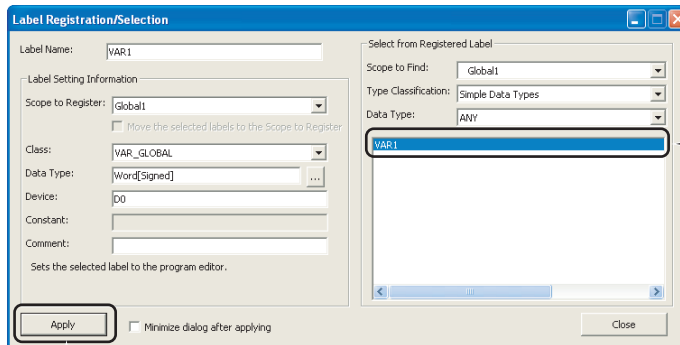 Label Registration/Selection
Label Name:
VAR1
Label Setting Information
Scope to Register:
Global1
Move the selected labels to the Scope to Register
Class:
VAR_GLOBAL
Data Type:
Word[Signed]
...
Device:
D0
Constant:
Comment:
Sets the selected label to the program editor.
Select from Registered Label
Scope to Find:
Global1
Type Classification:
Simple Data Types
Data Type:
ANY
VAR1
Apply
Minimize dialog after applying
Close